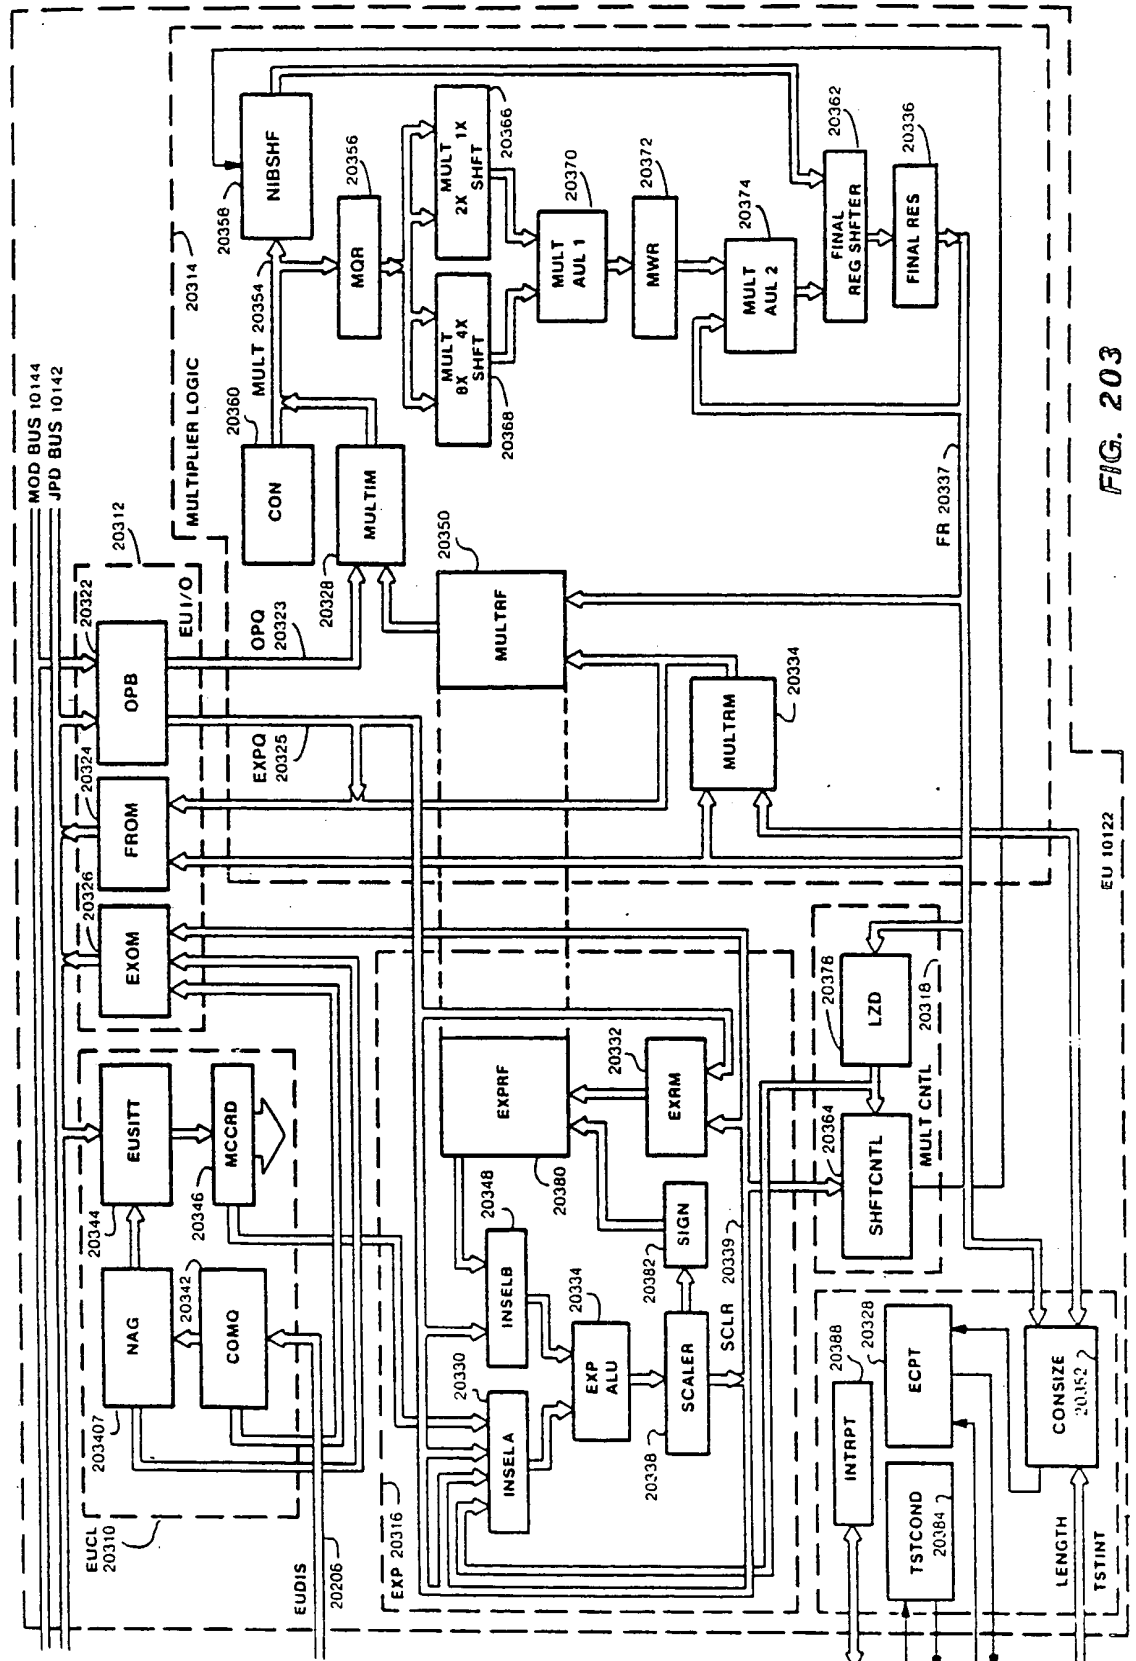 MOD BUS 10144
JPD BUS 10142
20312
20322
EU I/O
OPB
20324
FROM
20326
EXOM
EUSITT
20344
MCCRD
20346
NAG
203407
20342
COMQ
EUCL
20310
EUDIS
20206
MULTIPLIER LOGIC
20314
20358
NIBSHF
MULT 20354
20360
CON
MULTIM
20328
OPQ
20323
EXPQ
20325
MQR
20356
MULT 1X
2X SHFT
20366
MULT 4X
8X SHFT
20368
MULT
AUL 1
20370
MWR
20372
MULT
AUL 2
20374
FINAL
REG SHFTER
20362
FINAL RES
20336
FR 20337
20350
MULTRF
MULTRM
20334
EXP 20316
EXPRF
20380
20332
EXRM
20348
INSELB
20330
INSELA
20334
EXP
ALU
20382
SIGN
SCALER
20338
SCLR 20339
20378
LZD
20318
20364
SHFTCNTL
MULT CNTL
20388
INTRPT
20328
ECPT
TSTCOND
20384
CONSIZE
20352
LENGTH
TSTINT
EU 10122
FIG. 203